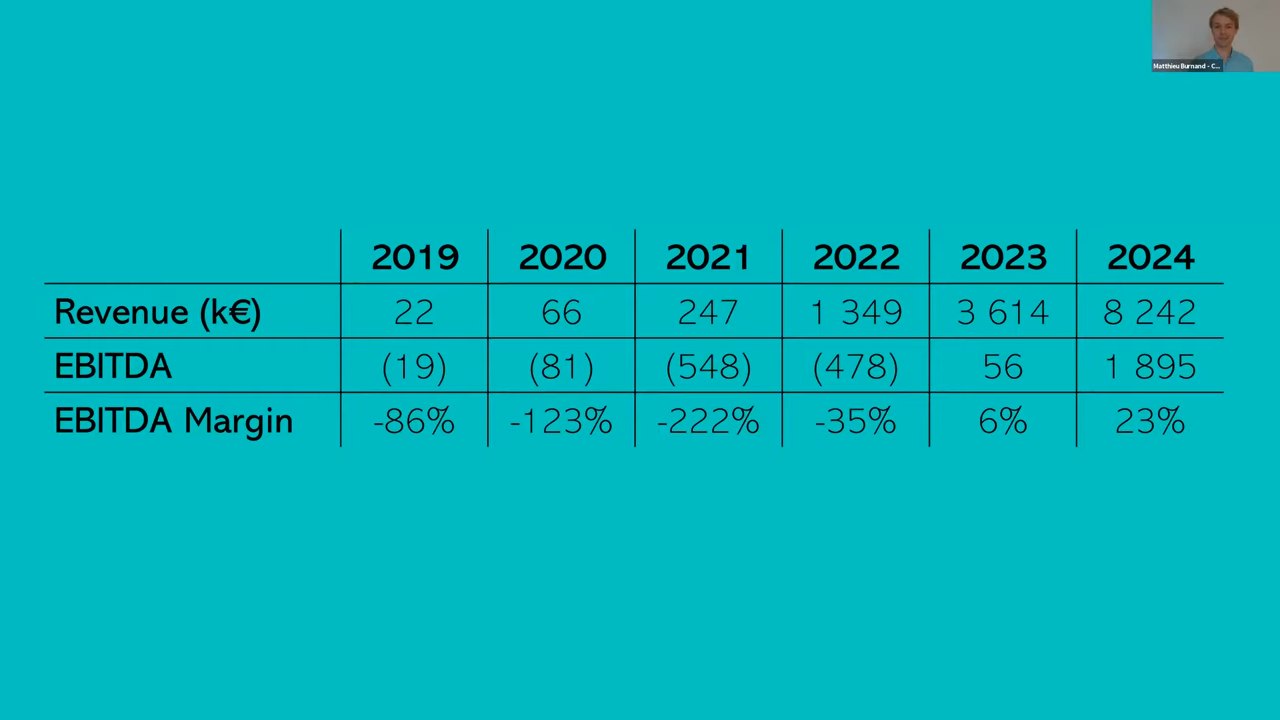 Matthieu Burnand - C...
2019 2020 2021 2022 2023 2024
Revenue (k€) 22 66 247 1 349 3 614 8 242
EBITDA (19) (81) (548) (478) 56 1 895
EBITDA Margin -86% -123% -222% -35% 6% 23%